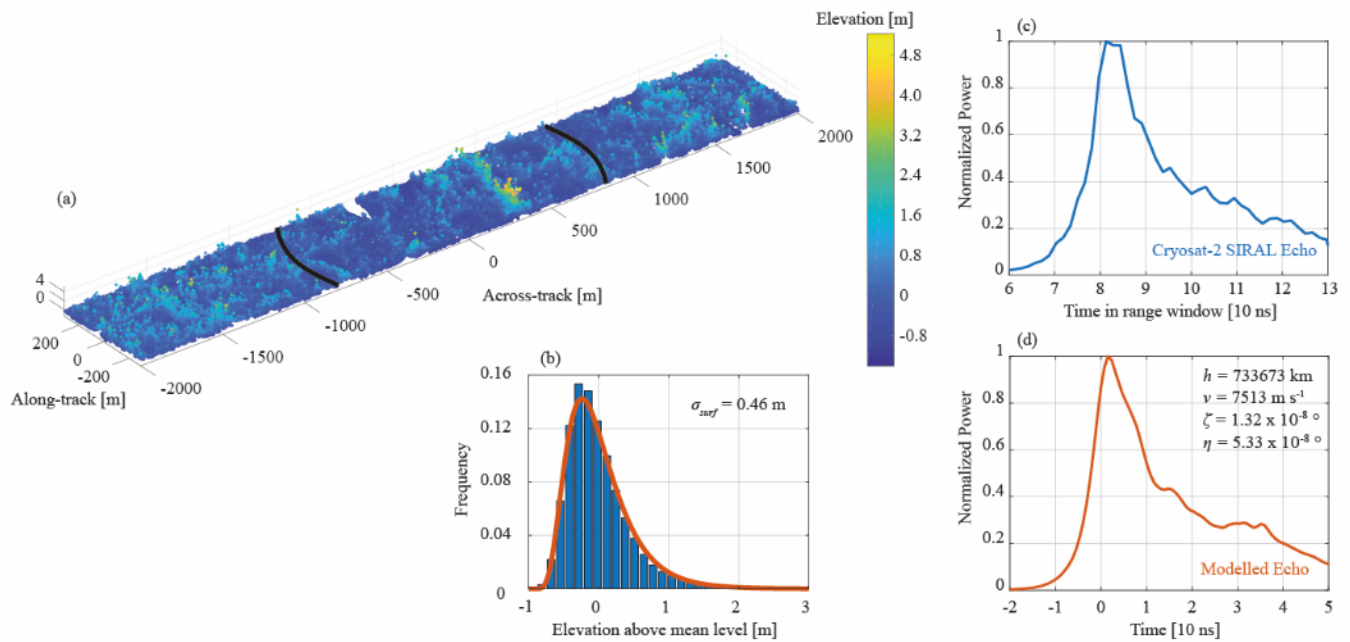 (a)
4
0
200
0
-200
Along-track [m]
-2000
-1500
-1000
-500
0
500
1000
1500
2000
Across-track [m]
Elevation [m]
4.8
4.0
3.2
2.4
1.6
0.8
0
-0.8
(b)
0.16
0.12
0.08
0.04
0
Frequency
σsurf = 0.46 m
-1
0
1
2
3
Elevation above mean level [m]
(c)
1
0.8
0.6
0.4
0.2
0
Normalized Power
Cryosat-2 SIRAL Echo
6 7 8 9 10 11 12 13
Time in range window [10 ns]
(d)
1
0.8
0.6
0.4
0.2
0
Normalized Power
h = 733673 km
v = 7513 m s-1
ζ = 1.32 x 10-8 °
η = 5.33 x 10-8 °
Modelled Echo
-2 -1 0 1 2 3 4 5
Time [10 ns]